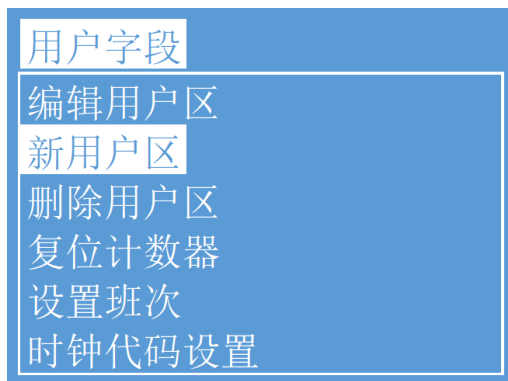 用户字段
编辑用户区
新用户区
删除用户区
复位计数器
设置班次
时钟代码设置